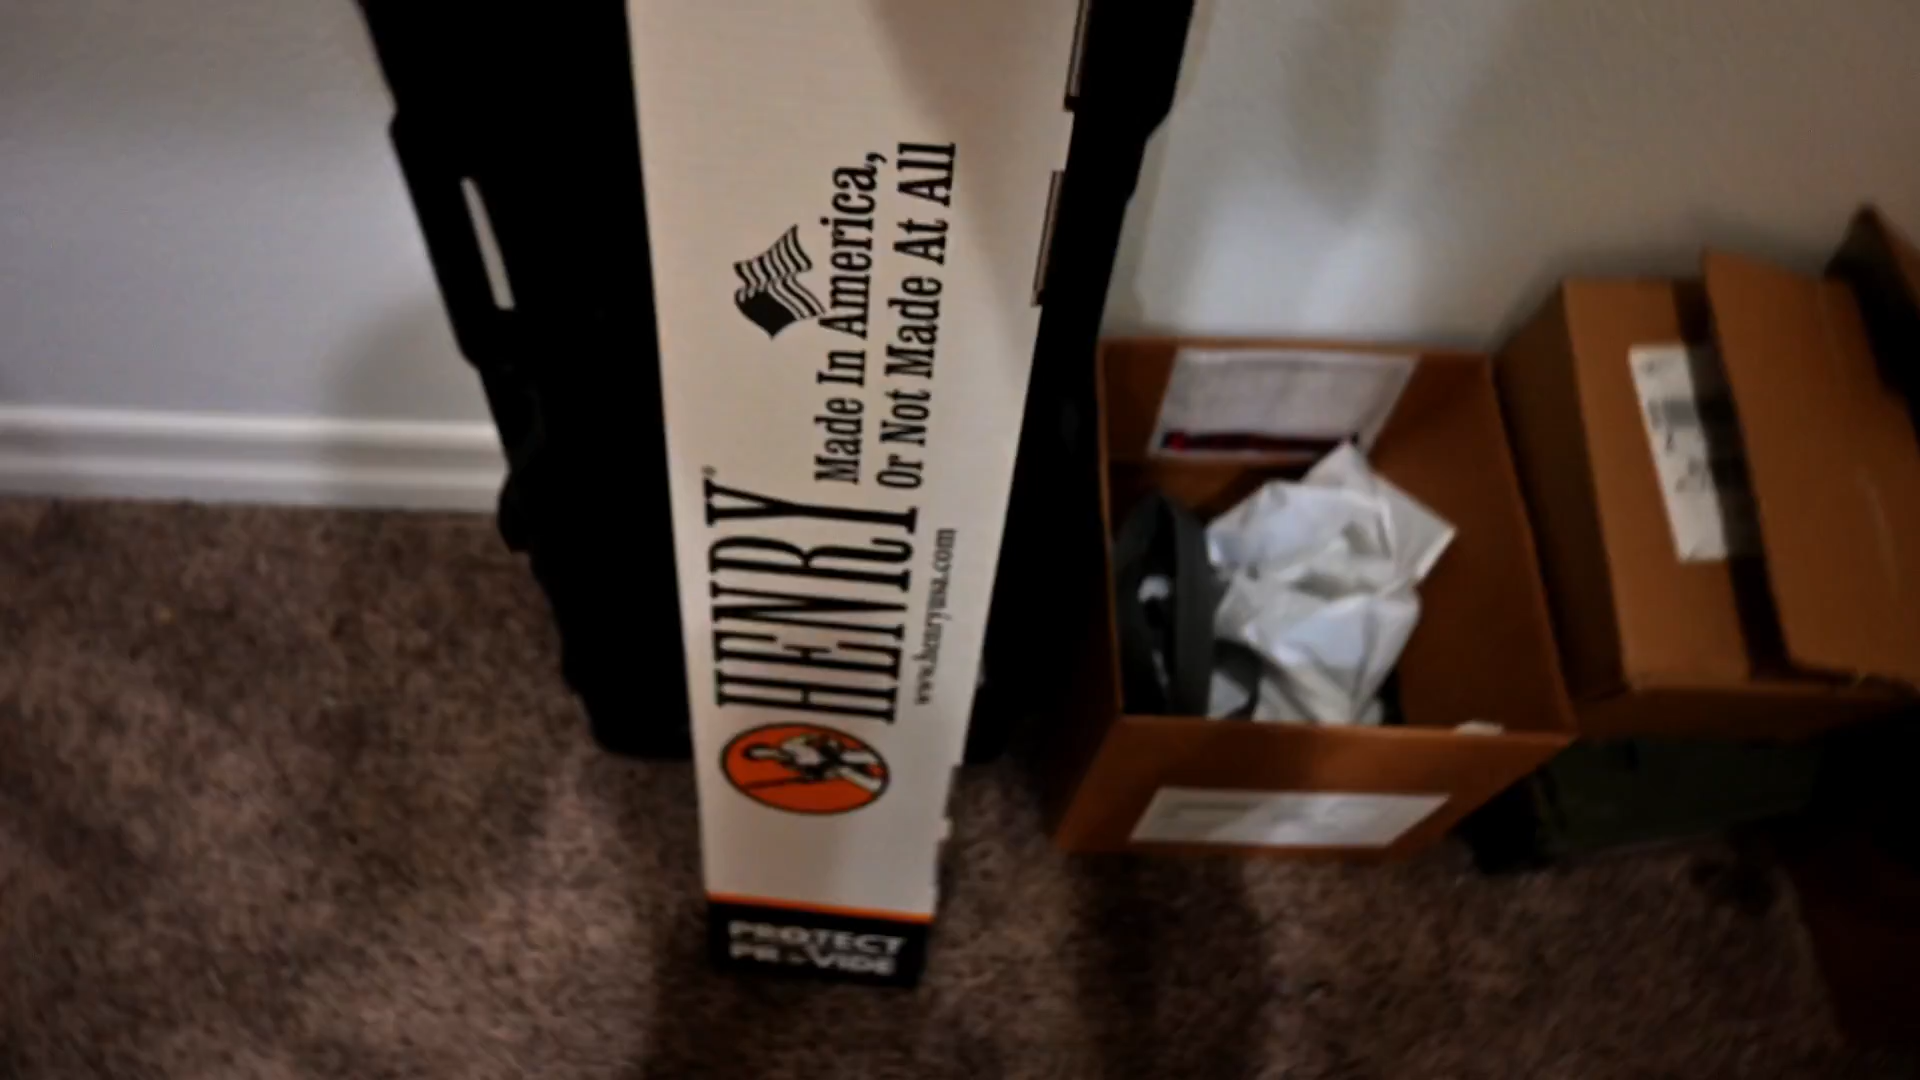 HENRY®
Made In America,
Or Not Made At All
www.henryusa.com
PROTECT
PROVIDE